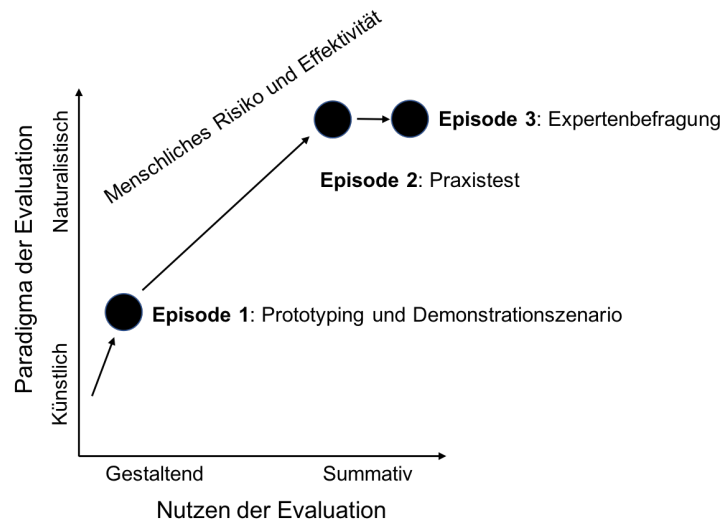 Menschliches Risiko und Effektivität
Paradigma der Evaluation
Naturalistisch
Künstlich
Episode 3: Expertenbefragung
Episode 2: Praxistest
Episode 1: Prototyping und Demonstrationszenario
Gestaltend
Summativ
Nutzen der Evaluation